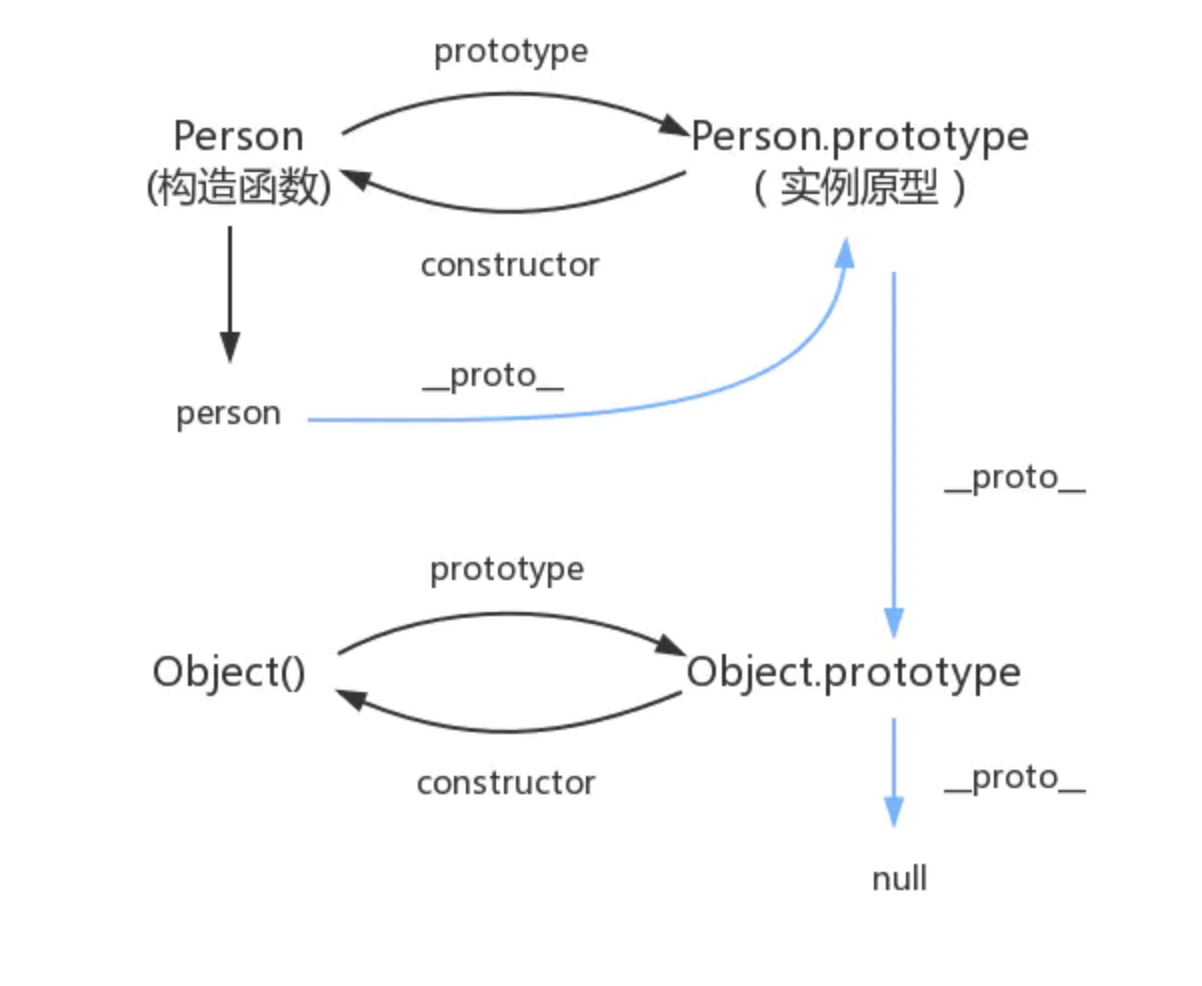 prototype
Person
Person.prototype
(构造函数)
（实例原型）
constructor
__proto__
person
__proto__
prototype
Object()
Object.prototype
constructor
__proto__
null